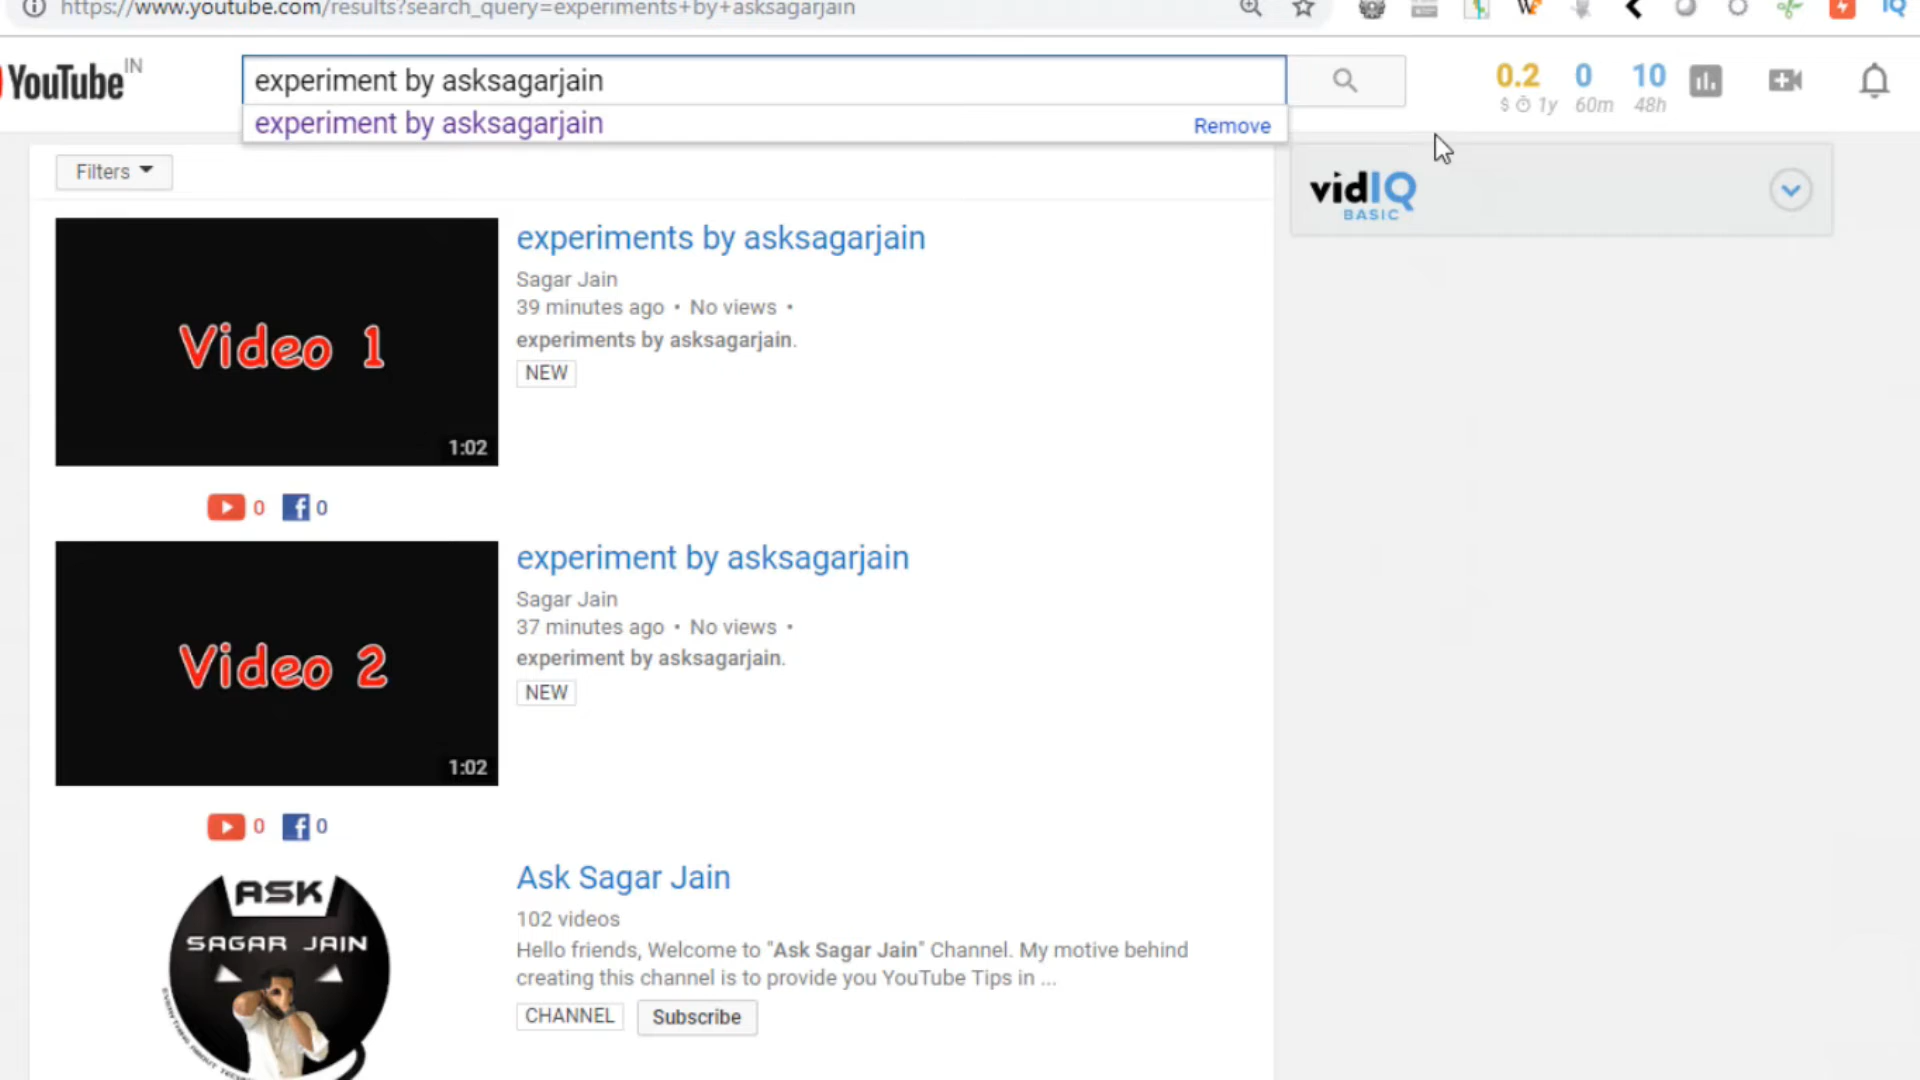 https://www.youtube.com/results?search_query=experiments+by+asksagarjain
IQ
YouTube IN
experiment by asksagarjain
0.2 0 10
$ 1y 60m 48h
experiment by asksagarjain Remove
Filters
vidIQ
BASIC
experiments by asksagarjain
Sagar Jain
39 minutes ago • No views •
experiments by asksagarjain.
NEW
Video 1
1:02
0 f 0
experiment by asksagarjain
Sagar Jain
37 minutes ago • No views •
experiment by asksagarjain.
NEW
Video 2
1:02
0 f 0
ASK
SAGAR JAIN
Ask Sagar Jain
102 videos
Hello friends, Welcome to "Ask Sagar Jain" Channel. My motive behind
creating this channel is to provide you YouTube Tips in ...
CHANNEL Subscribe